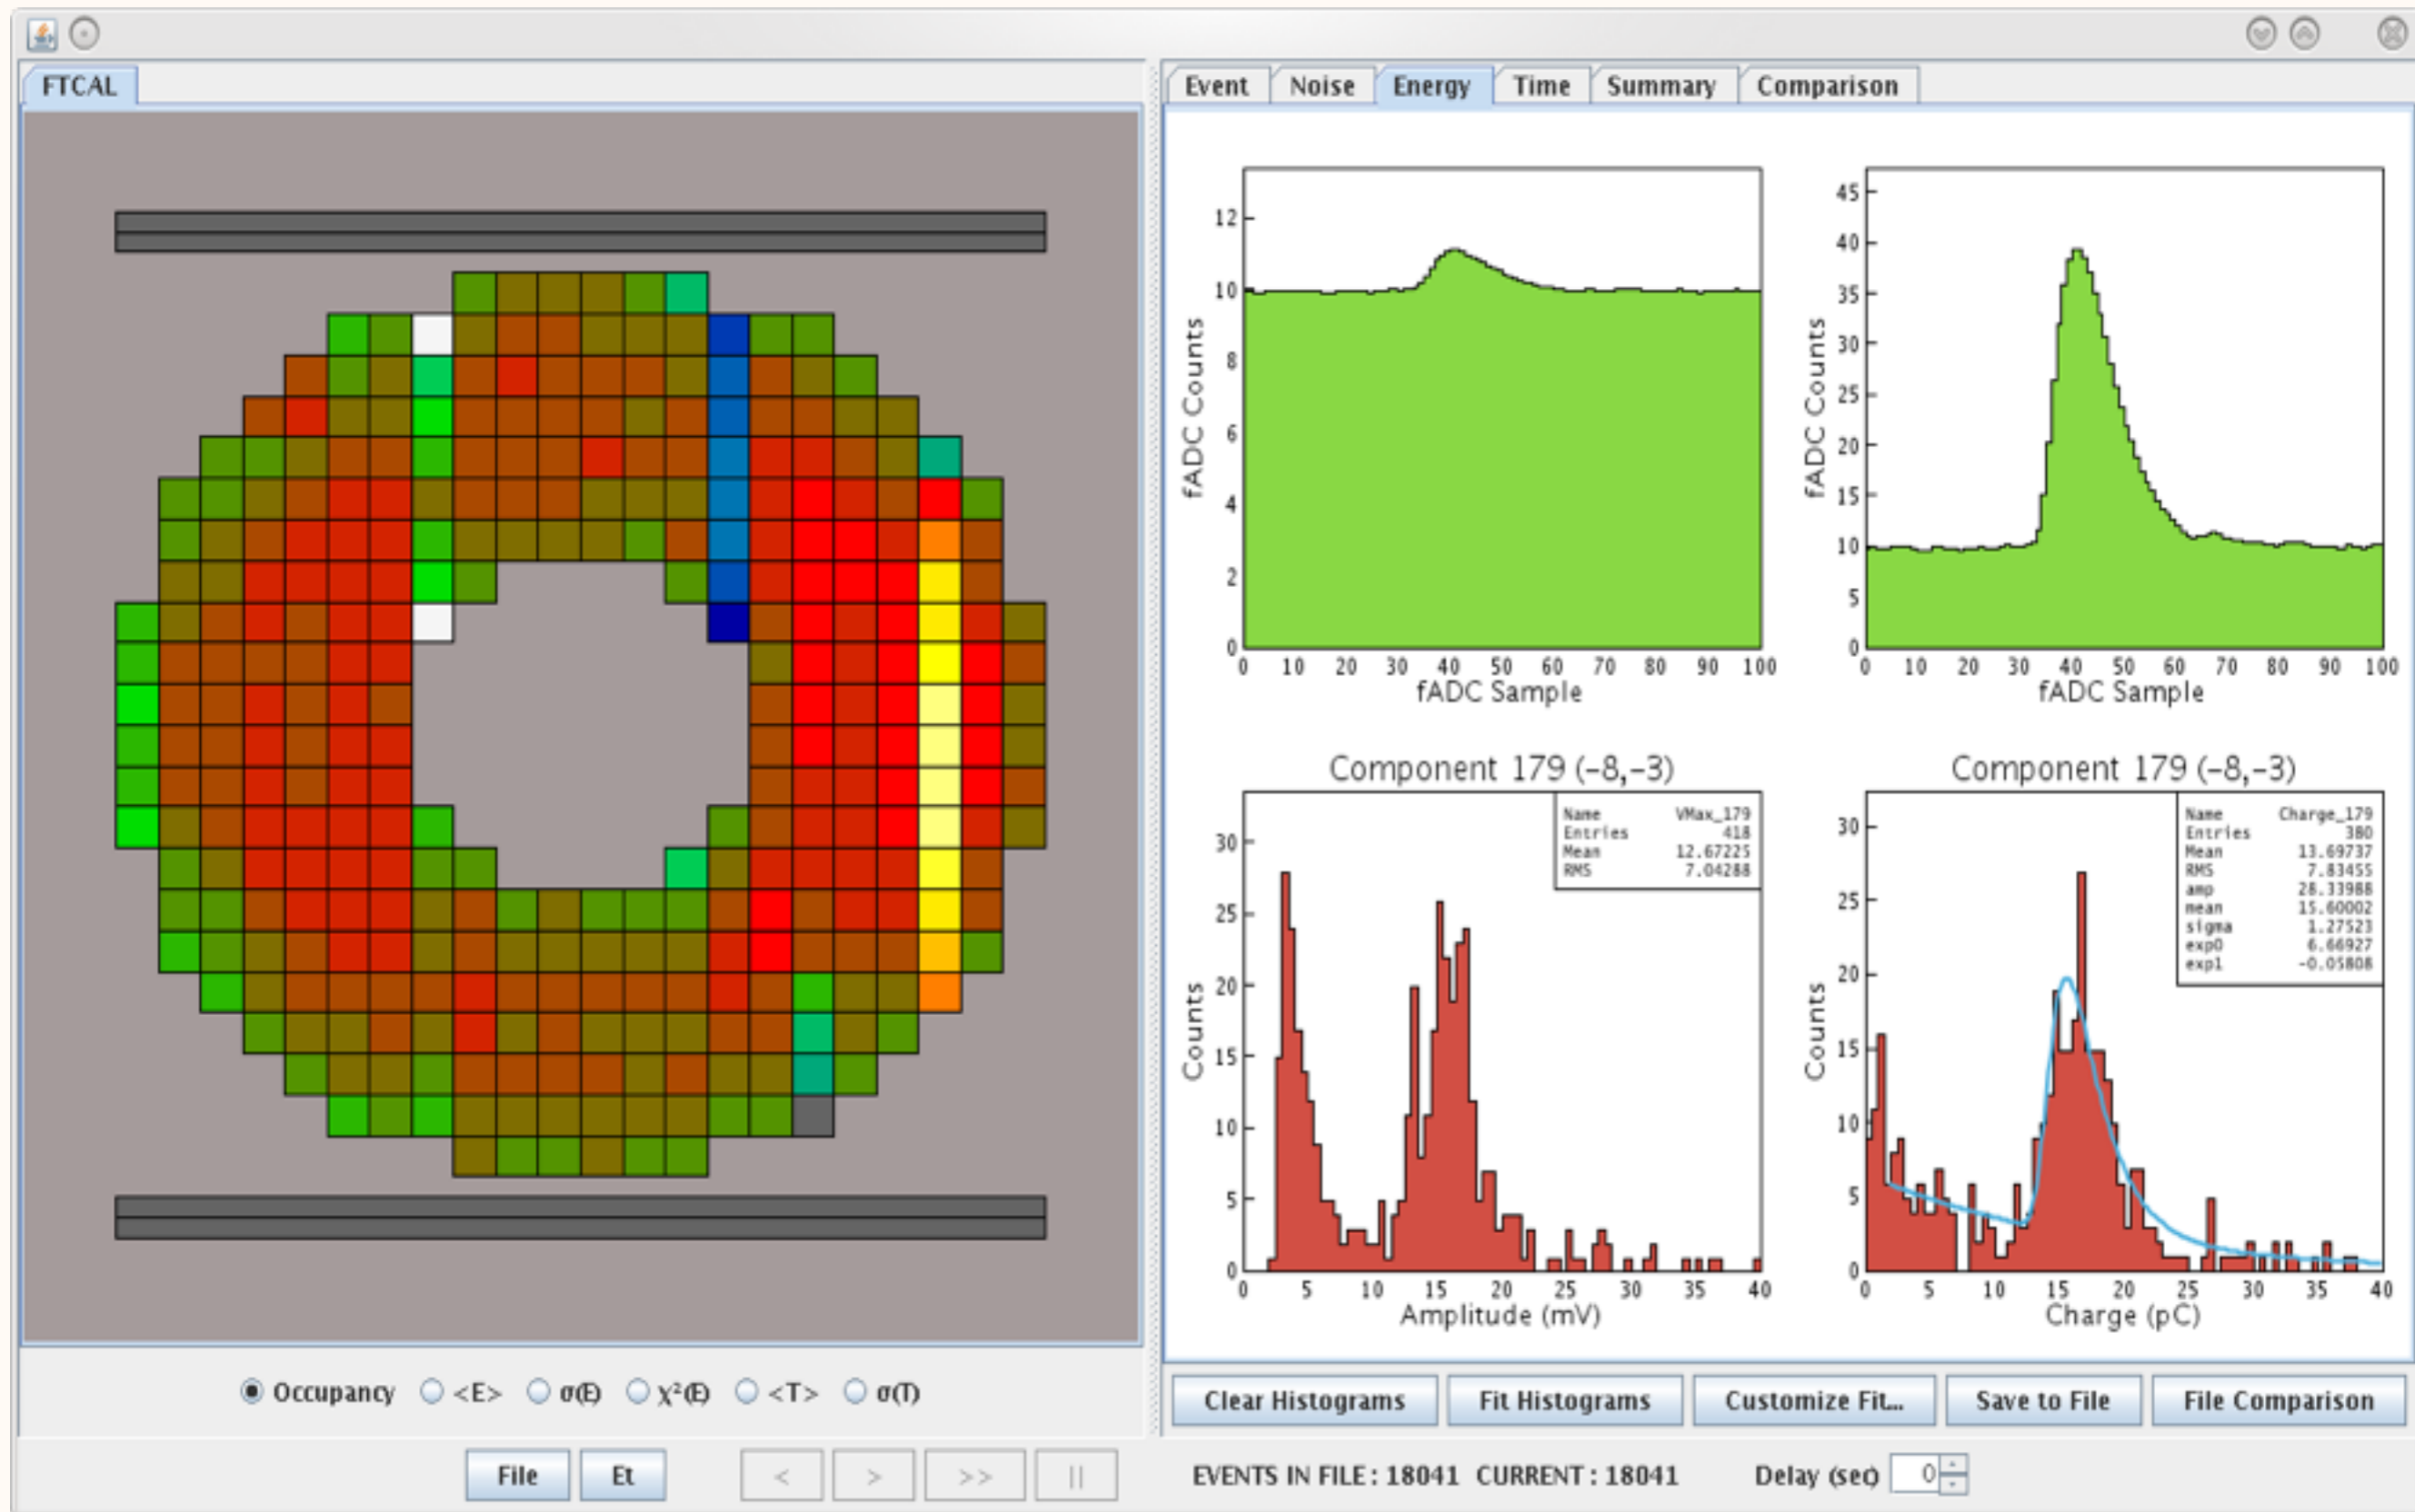 FTCAL
Event Noise Energy Time Summary Comparison
12
10
8
6
4
2
0
fADC Counts
0 10 20 30 40 50 60 70 80 90 100
fADC Sample
45
40
35
30
25
20
15
10
5
0
fADC Counts
0 10 20 30 40 50 60 70 80 90 100
fADC Sample
Component 179 (-8,-3)
Name VMax_179
Entries 418
Mean 12.67225
RMS 7.04288
30
25
20
15
10
5
0
Counts
0 5 10 15 20 25 30 35 40
Amplitude (mV)
Component 179 (-8,-3)
Name Charge_179
Entries 380
Mean 13.69737
RMS 7.83455
amp 28.33988
mean 15.60002
sigma 1.27523
exp0 6.66927
exp1 -0.05808
30
25
20
15
10
5
0
Counts
0 5 10 15 20 25 30 35 40
Charge (pC)
Occupancy <E> σ(E) χ²(E) <T> σ(T)
Clear Histograms Fit Histograms Customize Fit... Save to File File Comparison
File Et < > >> ||
EVENTS IN FILE : 18041 CURRENT : 18041 Delay (sec) 0